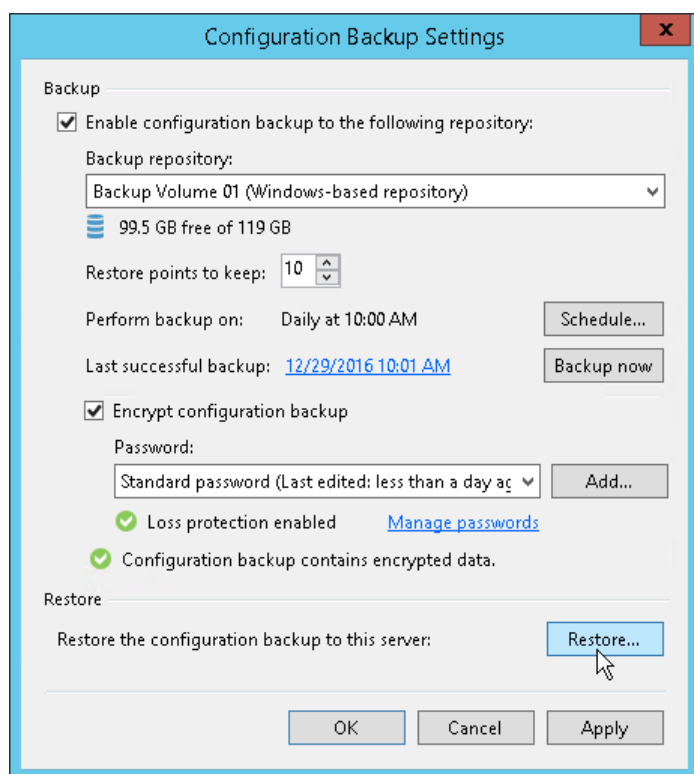 Configuration Backup Settings
x
Backup
Enable configuration backup to the following repository:
Backup repository:
Backup Volume 01 (Windows-based repository)
99.5 GB free of 119 GB
Restore points to keep: 10
Perform backup on: Daily at 10:00 AM Schedule...
Last successful backup: 12/29/2016 10:01 AM Backup now
Encrypt configuration backup
Password:
Standard password (Last edited: less than a day ag Add...
Loss protection enabled Manage passwords
Configuration backup contains encrypted data.
Restore
Restore the configuration backup to this server: Restore...
OK Cancel Apply